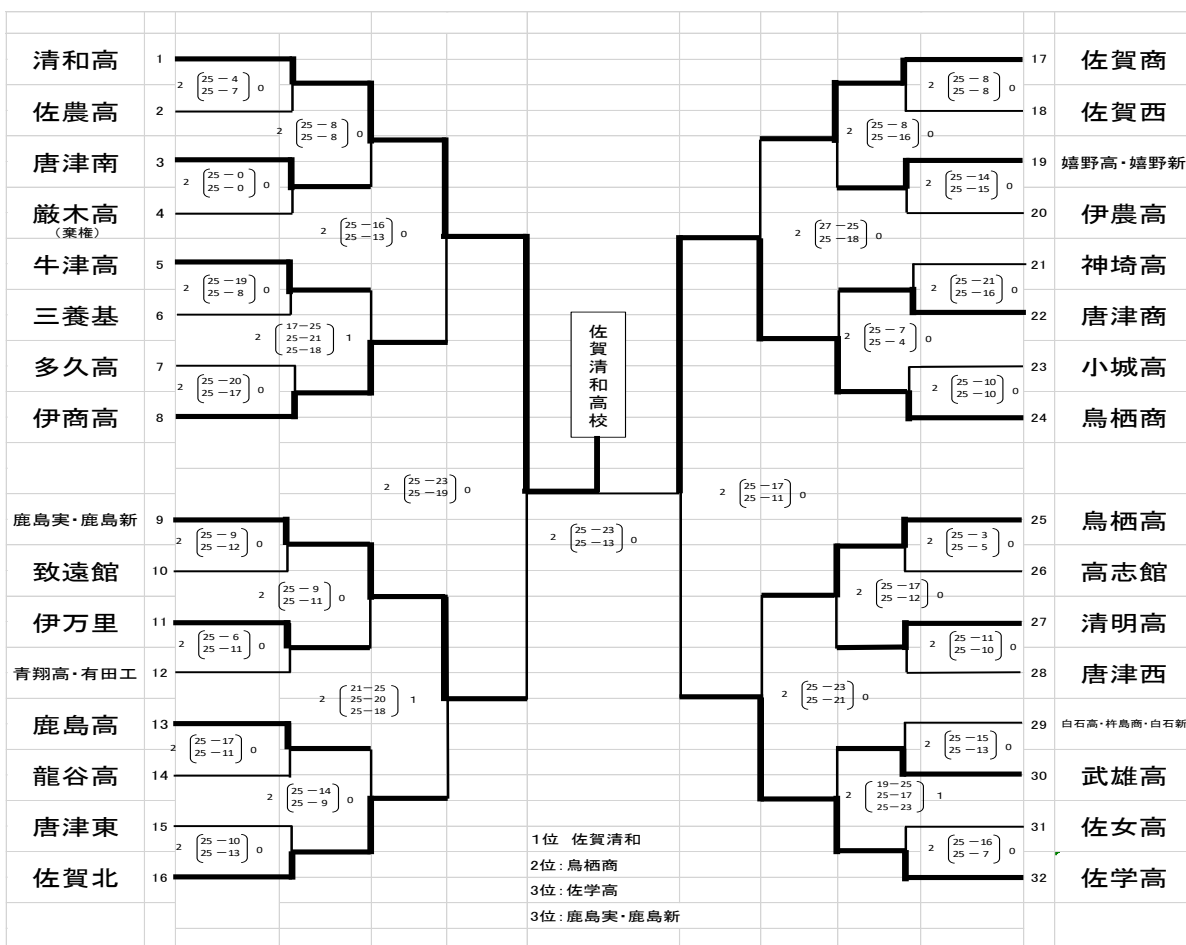 清和高 1
2 25－4 0
25－7
佐農高 2
2 25－8 0
25－8
唐津南 3
2 25－0 0
25－0
厳木高 4
（棄権）
2 25－16 0
25－13
牛津高 5
2 25－19 0
25－8
三養基 6
2 17－25 1
25－21
25－18
多久高 7
2 25－20 0
25－17
伊商高 8
2 25－23 0
25－19
鹿島実・鹿島新 9
2 25－9 0
25－12
致遠館 10
2 25－9 0
25－11
伊万里 11
2 25－6 0
25－11
青翔高・有田工 12
2 21－25 1
25－20
25－18
鹿島高 13
2 25－17 0
25－11
龍谷高 14
2 25－14 0
25－9
唐津東 15
2 25－10 0
25－13
佐賀北 16
佐賀清和高校
2 25－23 0
25－13
1位 佐賀清和
2位：鳥栖商
3位：佐学高
3位：鹿島実・鹿島新
17 佐賀商
2 25－8 0
25－8
18 佐賀西
2 25－8 0
25－16
19 嬉野高・嬉野新
2 25－14 0
25－15
20 伊農高
2 27－25 0
25－18
21 神埼高
2 25－21 0
25－16
22 唐津商
2 25－7 0
25－4
23 小城高
2 25－10 0
25－10
24 鳥栖商
2 25－17 0
25－11
25 鳥栖高
2 25－3 0
25－5
26 高志館
2 25－17 0
25－12
27 清明高
2 25－11 0
25－10
28 唐津西
2 25－23 0
25－21
29 白石高・杵島商・白石新
2 25－15 0
25－13
30 武雄高
2 19－25 1
25－17
25－23
31 佐女高
2 25－16 0
25－7
32 佐学高